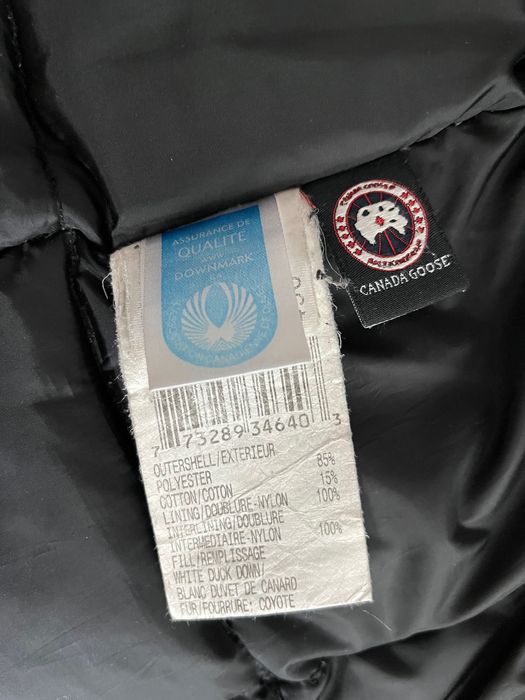 ASSURANCE DE
QUALITÉ
www
DOWNMARK
CANADA GOOSE
7 73289 34640 3
OUTERSHELL/EXTERIEUR
POLYESTER 85%
COTTON/COTON 15%
LINING/DOUBLURE-NYLON 100%
INTERLINING/DOUBLURE
INTERMEDIAIRE-NYLON 100%
FILL/REMPLISSAGE
WHITE DUCK DOWN/
BLANC DUVET DE CANARD
FUR/FOURRURE: COYOTE